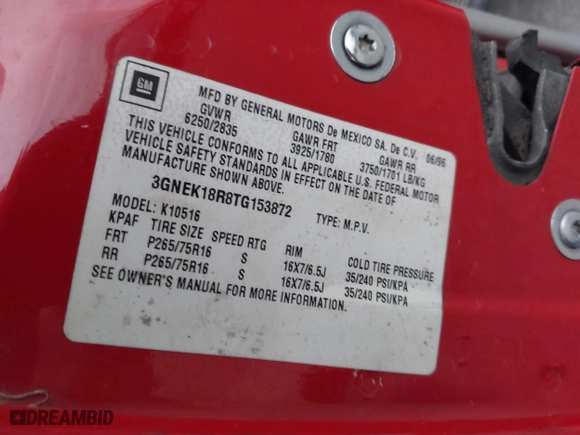 GM
MFD BY GENERAL MOTORS De MEXICO SA. De C.V. 06/96
GVWR GAWR FRT GAWR RR
6250/2835 3925/1780 3750/1701 LB/KG
THIS VEHICLE CONFORMS TO ALL APPLICABLE U.S. FEDERAL MOTOR
VEHICLE SAFETY STANDARDS IN EFFECT ON THE DATE OF
MANUFACTURE SHOWN ABOVE.
3GNEK18R8TG153872 TYPE: M.P.V.
MODEL: K10516
KPAF TIRE SIZE SPEED RTG RIM COLD TIRE PRESSURE
FRT P265/75R16 S 16X7/6.5J 35/240 PSI/KPA
RR P265/75R16 S 16X7/6.5J 35/240 PSI/KPA
SEE OWNER'S MANUAL FOR MORE INFORMATION.
DREAMBID